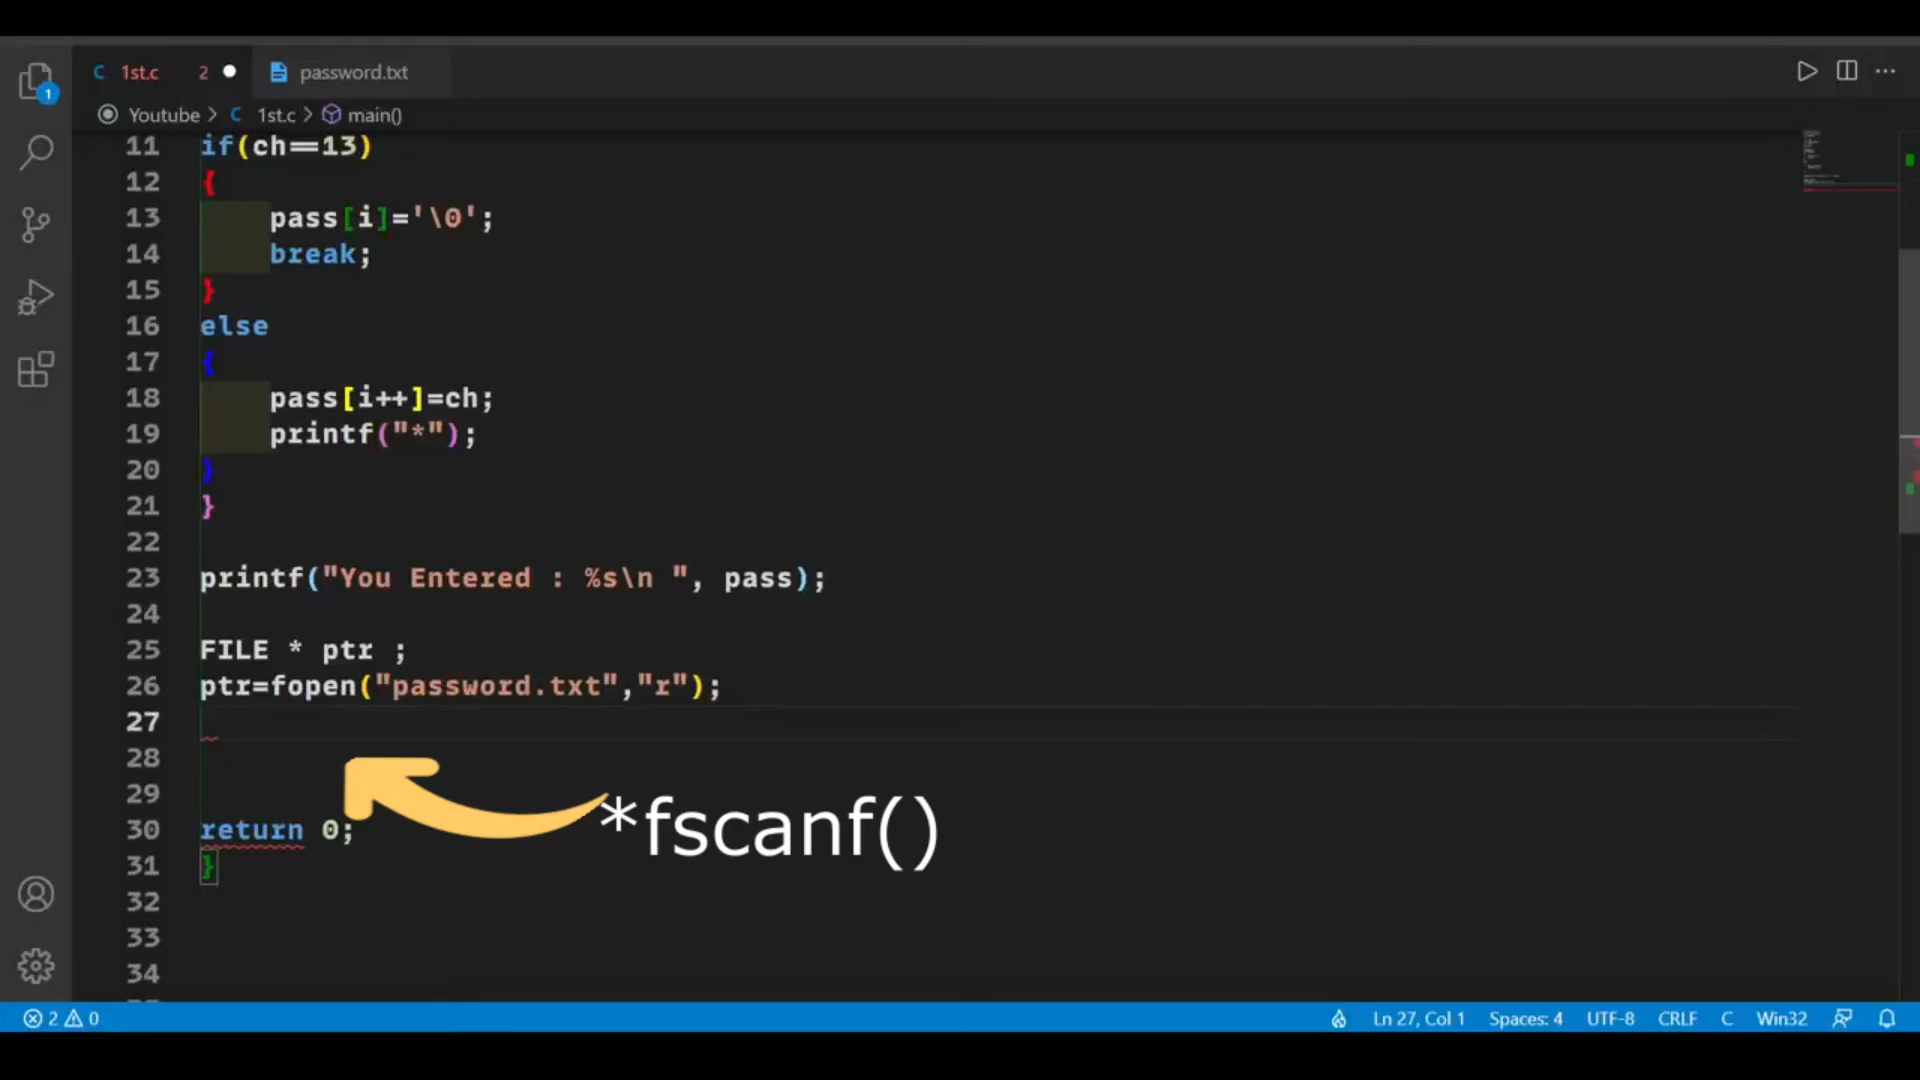 1
C 1st.c 2 password.txt
Youtube > C 1st.c > main()
11 if(ch==13)
12 {
13 pass[i]='\0';
14 break;
15 }
16 else
17 {
18 pass[i++]=ch;
19 printf("*");
20 }
21 }
22
23 printf("You Entered : %s\n ", pass);
24
25 FILE * ptr ;
26 ptr=fopen("password.txt","r");
27
28
29
*fscanf()
30 return 0;
31 }
32
33
34
2 0 Ln 27, Col 1 Spaces: 4 UTF-8 CRLF C Win32